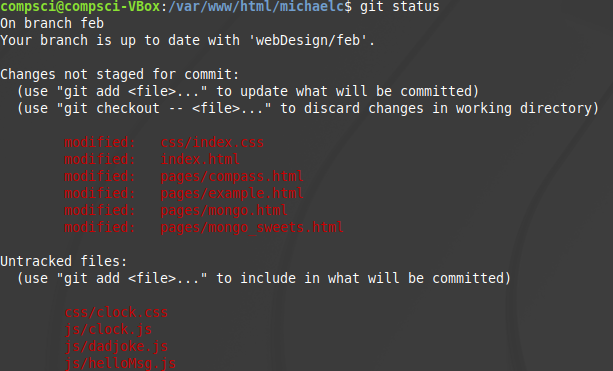 compsci@compsci-VBox:/var/www/html/michaelc$ git status
On branch feb
Your branch is up to date with 'webDesign/feb'.
Changes not staged for commit:
(use "git add <file>..." to update what will be committed)
(use "git checkout -- <file>..." to discard changes in working directory)
modified: css/index.css
modified: index.html
modified: pages/compass.html
modified: pages/example.html
modified: pages/mongo.html
modified: pages/mongo-sweets.html
Untracked files:
(use "git add <file>..." to include in what will be committed)
css/clock.css
js/clock.js
js/dadjoke.js
js/helloMsg.js